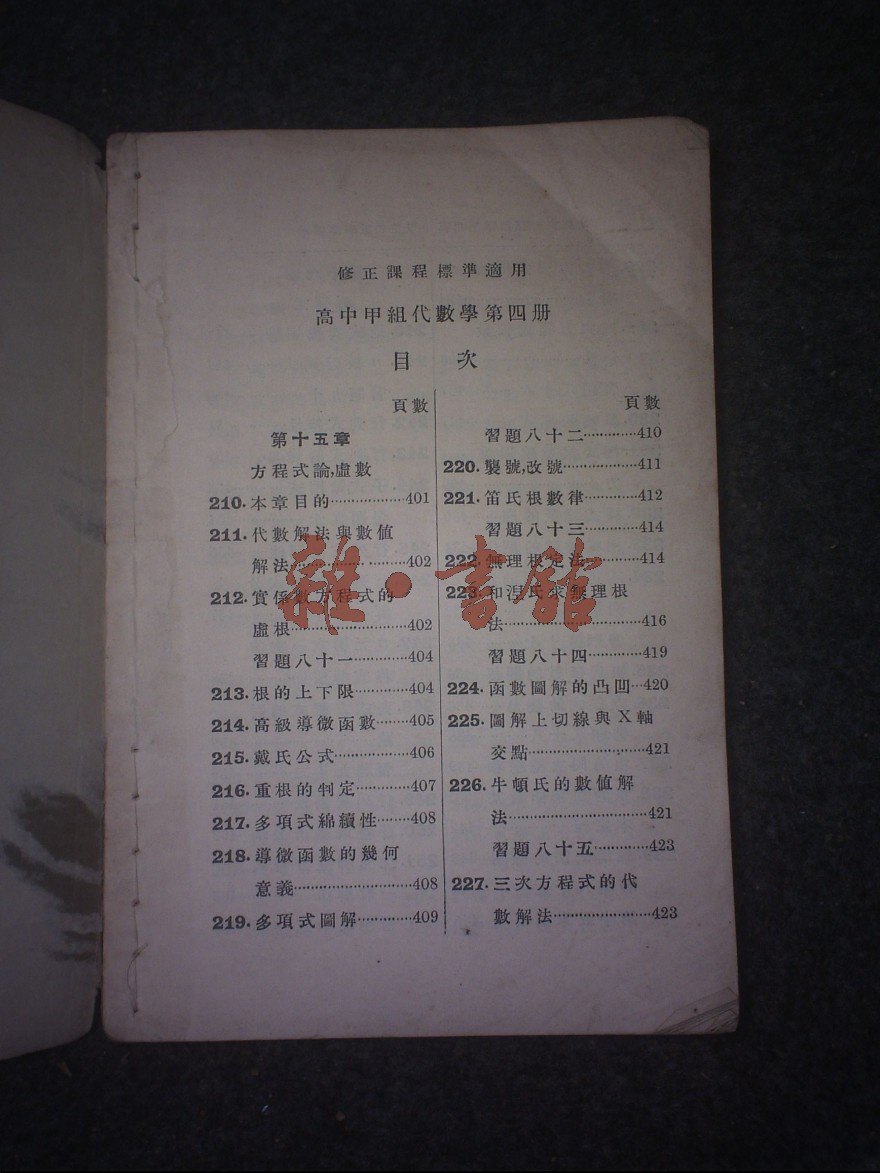 修正課程標準適用
高中甲組代數學第四册
目 次
頁數
第十五章
方程式論,虛數
210.本章目的··················401
211.代數解法與數值
解法··················402
212.實係數方程式的
虛根··················402
習題八十一············404
213.根的上下限············404
214.高級導微函數········405
215.戴氏公式··················406
216.重根的判定············407
217.多項式綿續性········408
218.導微函數的幾何
意義··················408
219.多項式圖解············409
頁數
習題八十二············410
220.襲號,改號··················411
221.笛氏根數律············412
習題八十三············414
222.無理根定法············414
223.和湼氏求無理根
法··················416
習題八十四············419
224.函數圖解的凸凹···420
225.圖解上切線與X軸
交點··················421
226.牛頓氏的數值解
法··················421
習題八十五············423
227.三次方程式的代
數解法··················423
雜·書館